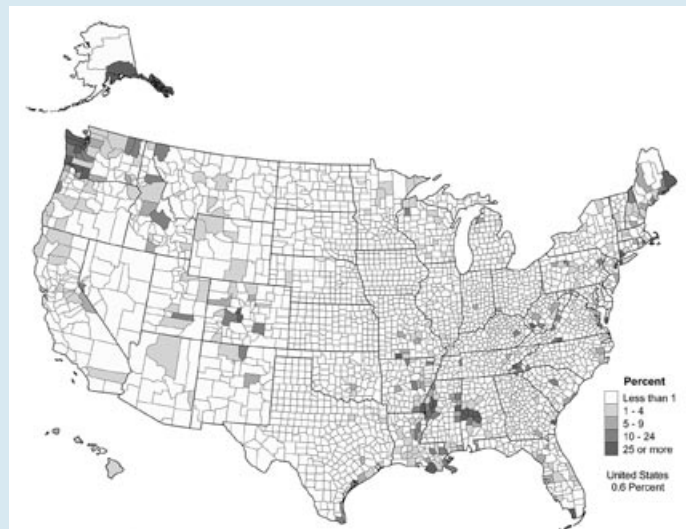 Percent
Less than 1
1 - 4
5 - 9
10 - 24
25 or more
United States
0.6 Percent